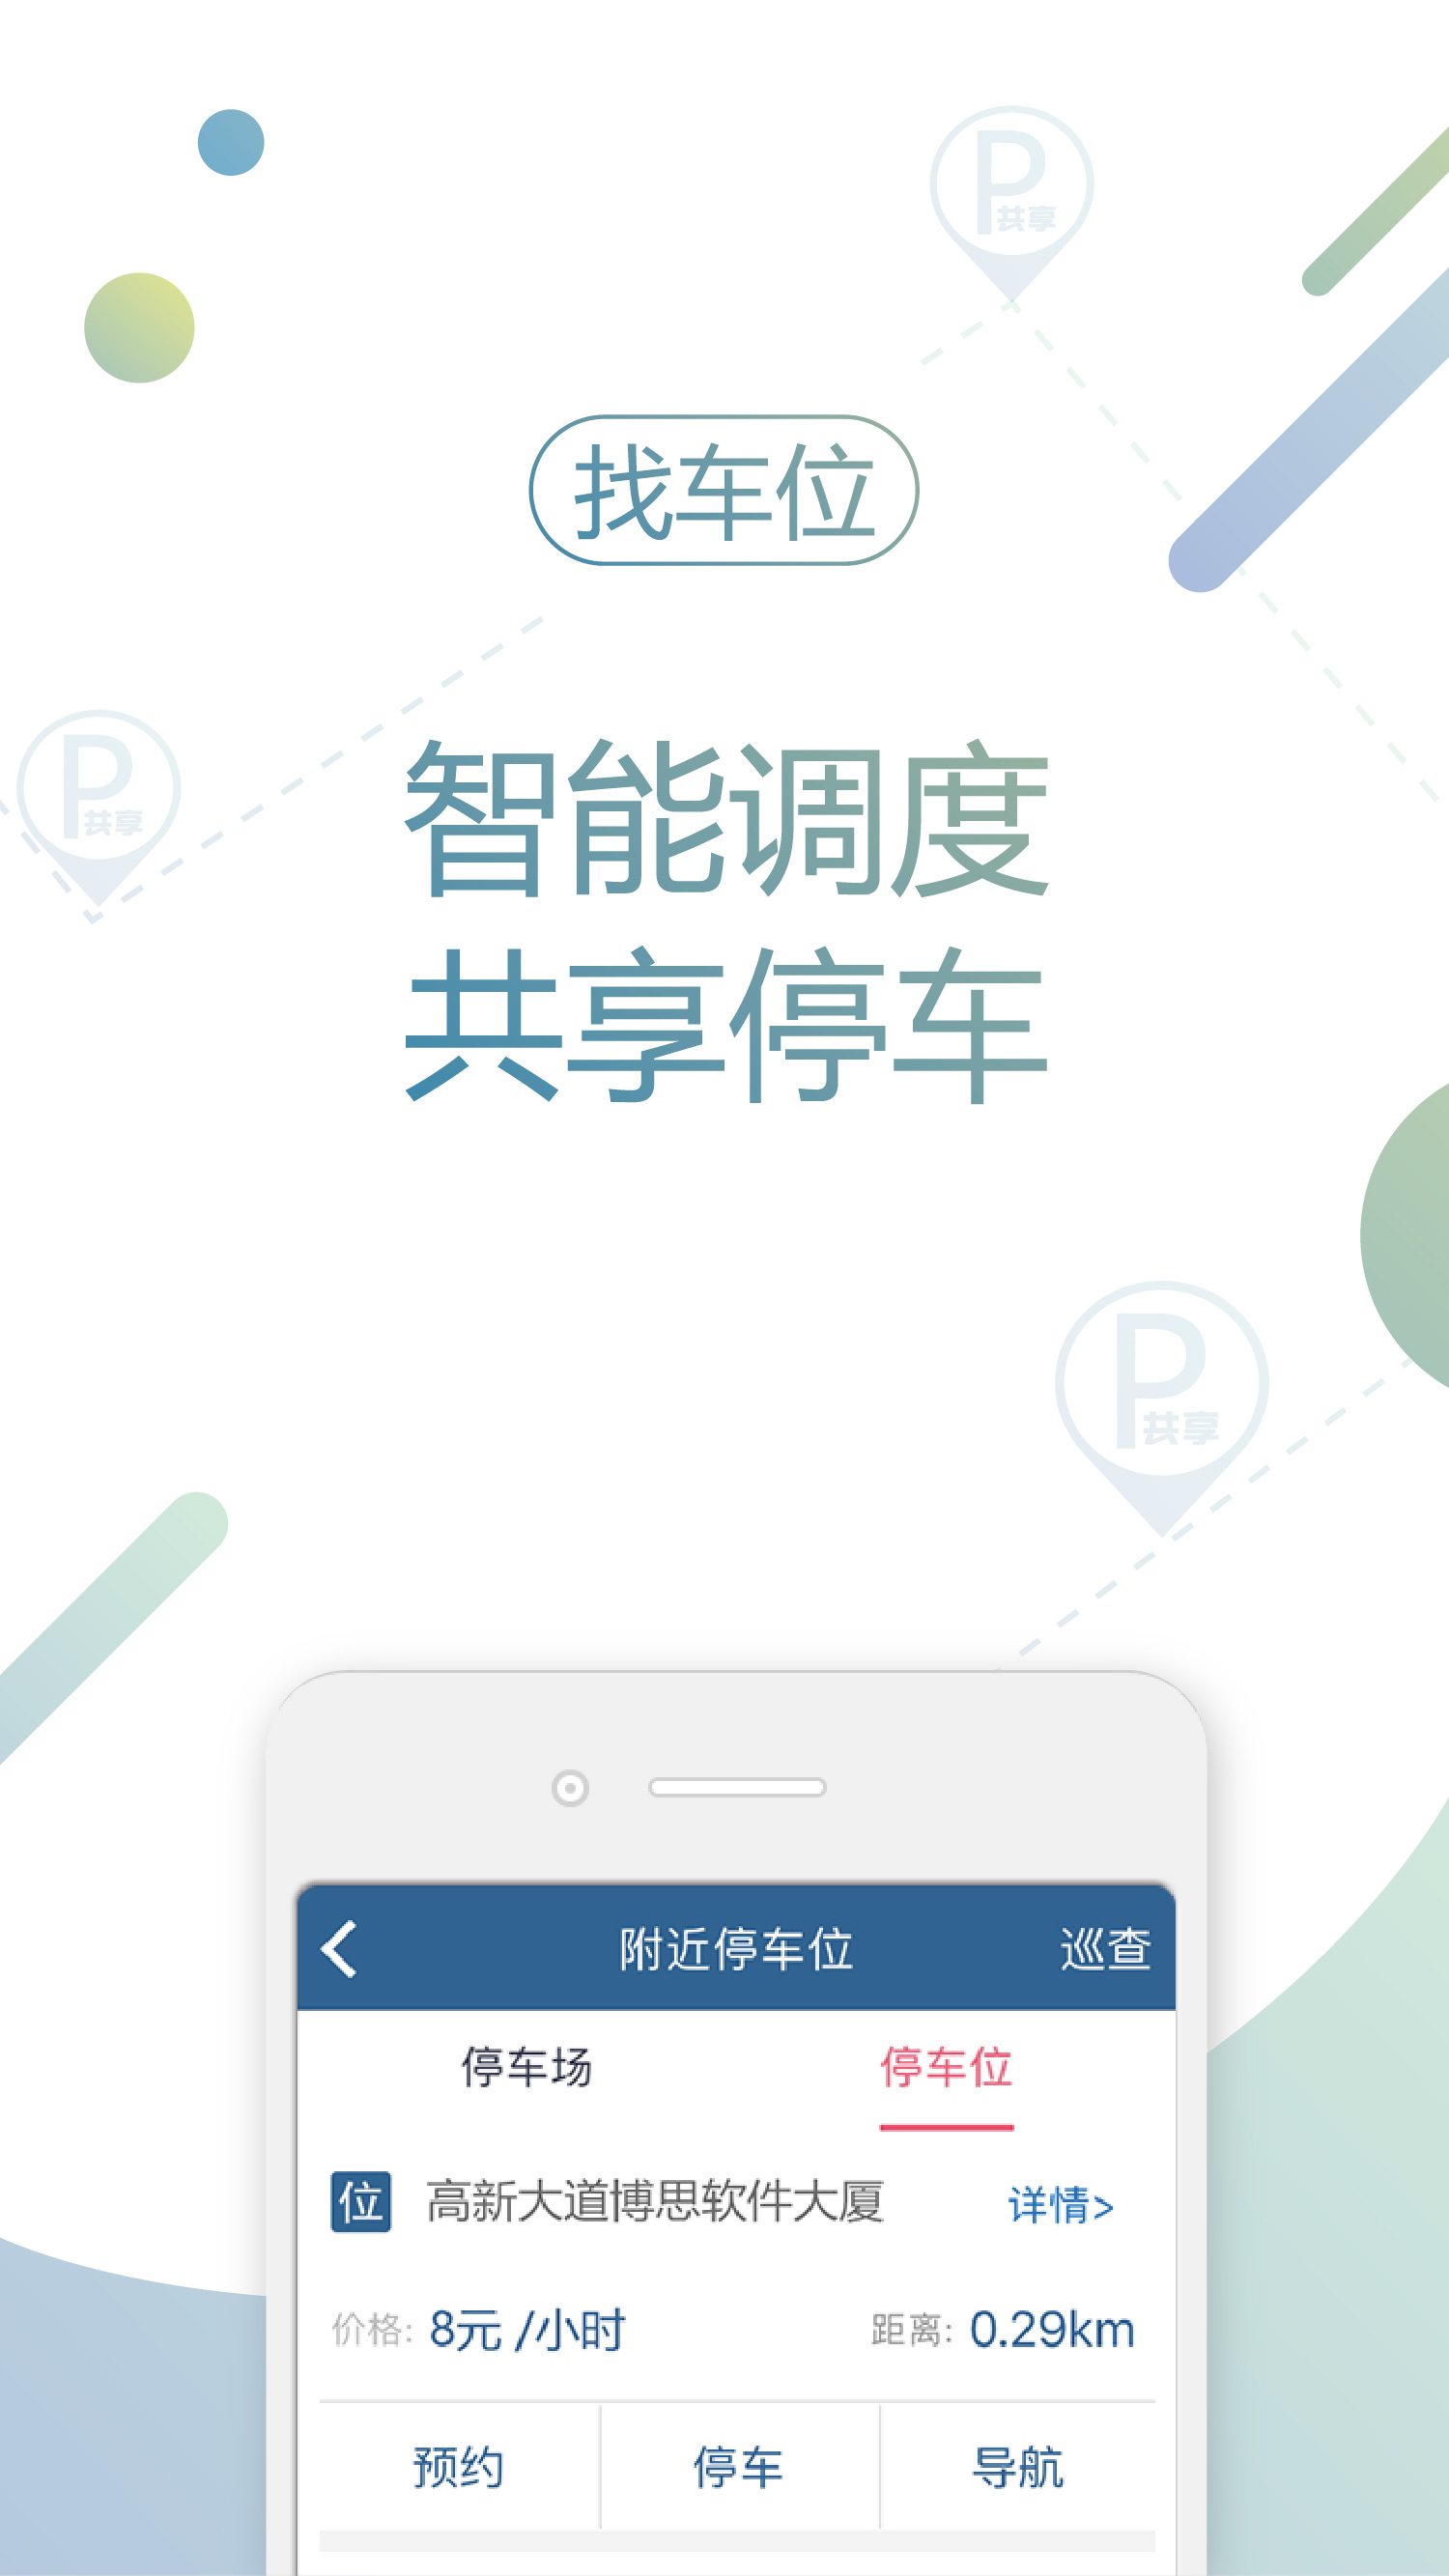 P共享
找车位
P共享
智能调度
共享停车
P共享
附近停车位 巡查
停车场 停车位
位 高新大道博思软件大厦 详情>
价格: 8元 /小时 距离: 0.29km
预约 停车 导航